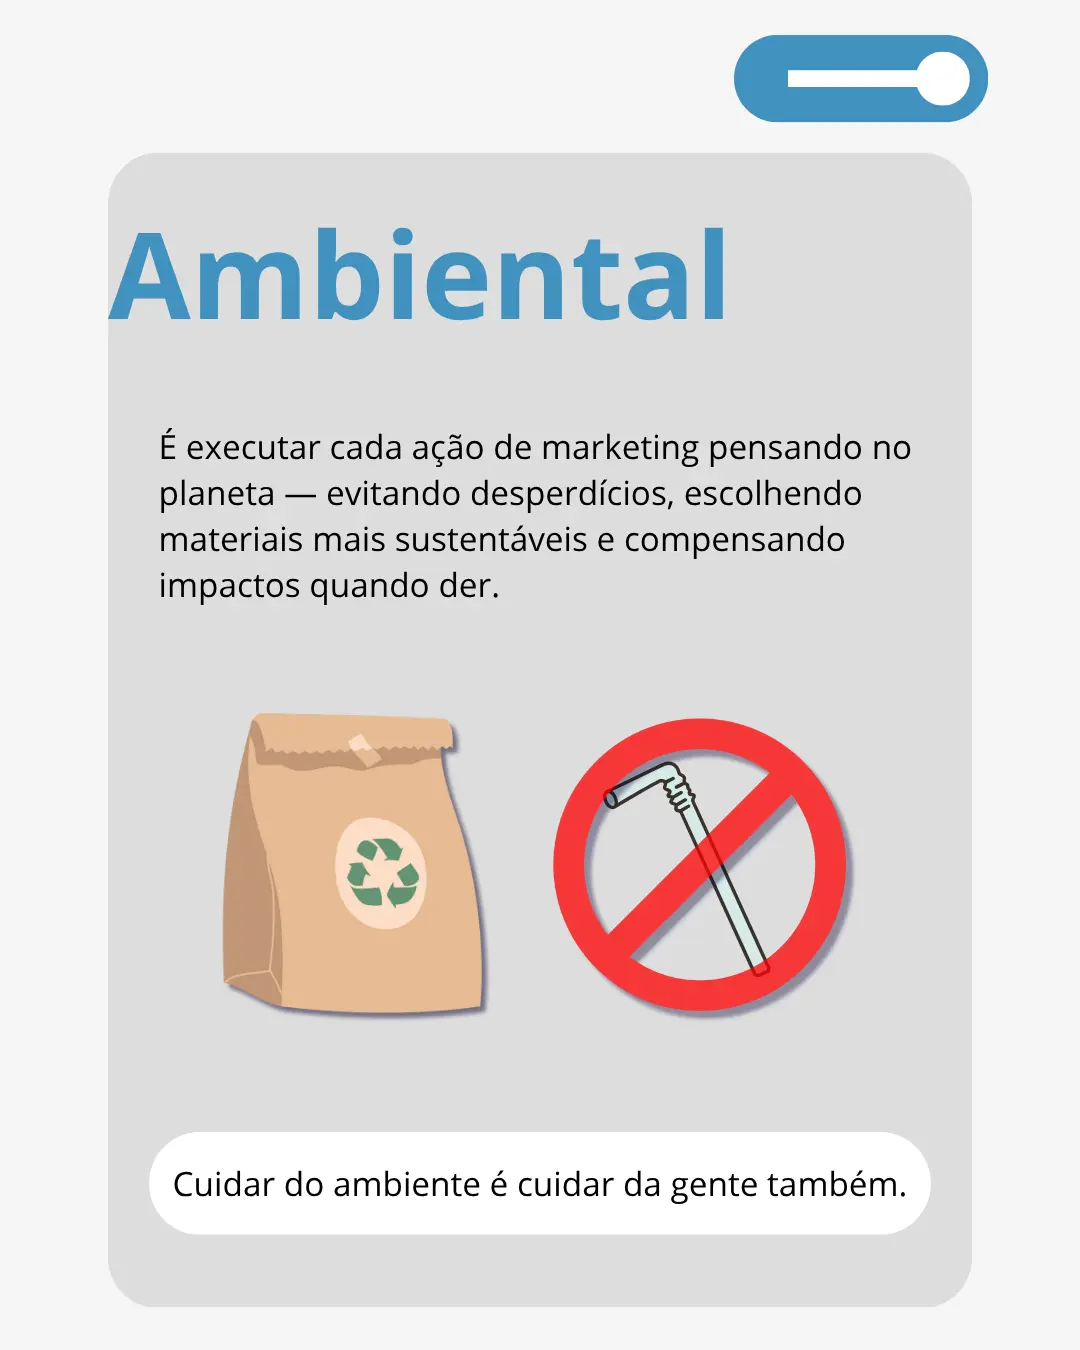 Ambiental
É executar cada ação de marketing pensando no
planeta — evitando desperdícios, escolhendo
materiais mais sustentáveis e compensando
impactos quando der.
Cuidar do ambiente é cuidar da gente também.